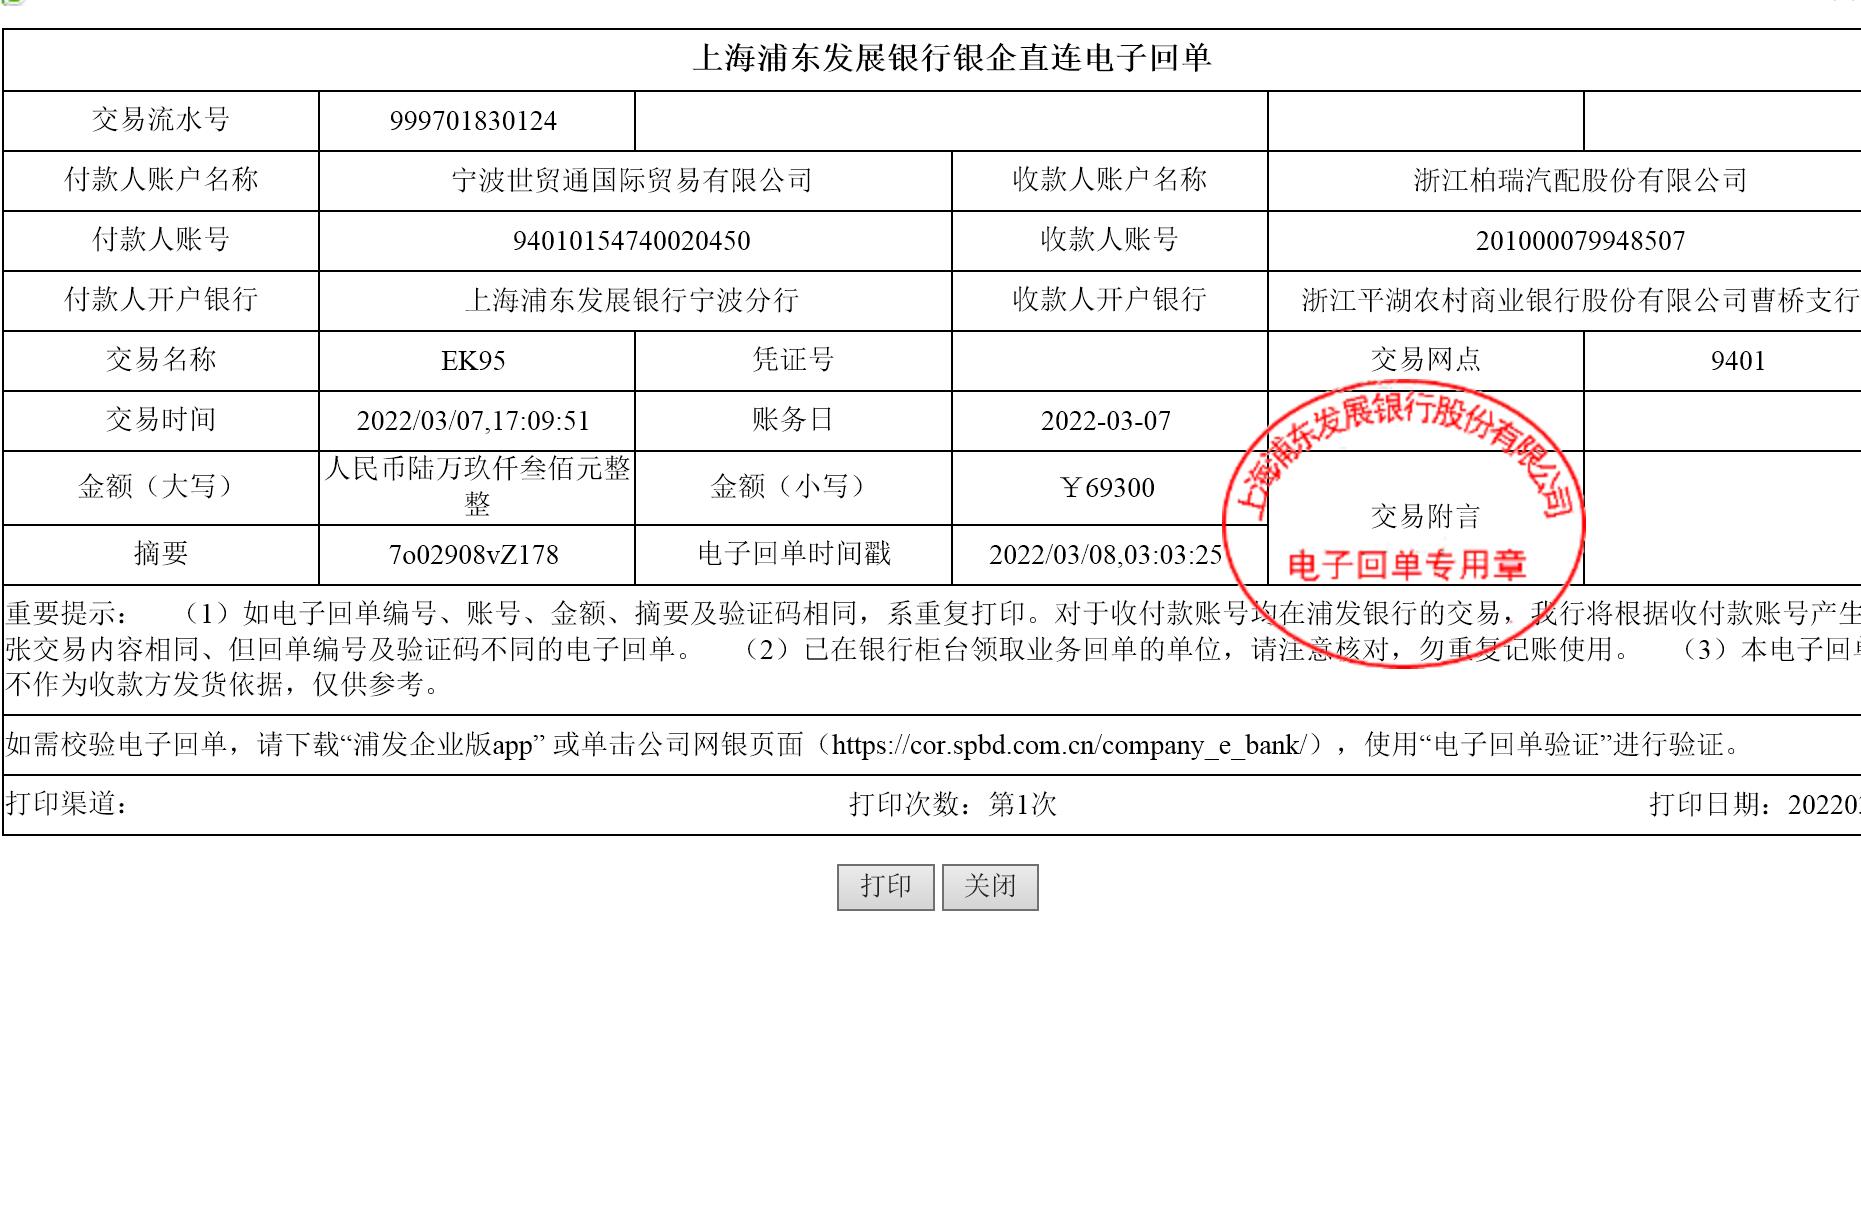 上海浦东发展银行银企直连电子回单
交易流水号 999701830124
付款人账户名称 宁波世贸通国际贸易有限公司 收款人账户名称 浙江柏瑞汽配股份有限公司
付款人账号 94010154740020450 收款人账号 201000079948507
付款人开户银行 上海浦东发展银行宁波分行 收款人开户银行 浙江平湖农村商业银行股份有限公司曹桥支行
交易名称 EK95 凭证号 交易网点 9401
交易时间 2022/03/07,17:09:51 账务日 2022-03-07
金额（大写） 人民币陆万玖仟叁佰元整
整 金额（小写） ￥69300
交易附言
摘要 7o02908vZ178 电子回单时间戳 2022/03/08,03:03:25
上海浦东发展银行股份有限公司
电子回单专用章
重要提示： （1）如电子回单编号、账号、金额、摘要及验证码相同，系重复打印。对于收付款账号均在浦发银行的交易，我行将根据收付款账号产生
张交易内容相同、但回单编号及验证码不同的电子回单。 （2）已在银行柜台领取业务回单的单位，请注意核对，勿重复记账使用。 （3）本电子回单
不作为收款方发货依据，仅供参考。
如需校验电子回单，请下载“浦发企业版app” 或单击公司网银页面（https://cor.spbd.com.cn/company_e_bank/），使用“电子回单验证”进行验证。
打印渠道： 打印次数：第1次 打印日期：20220
打印 关闭